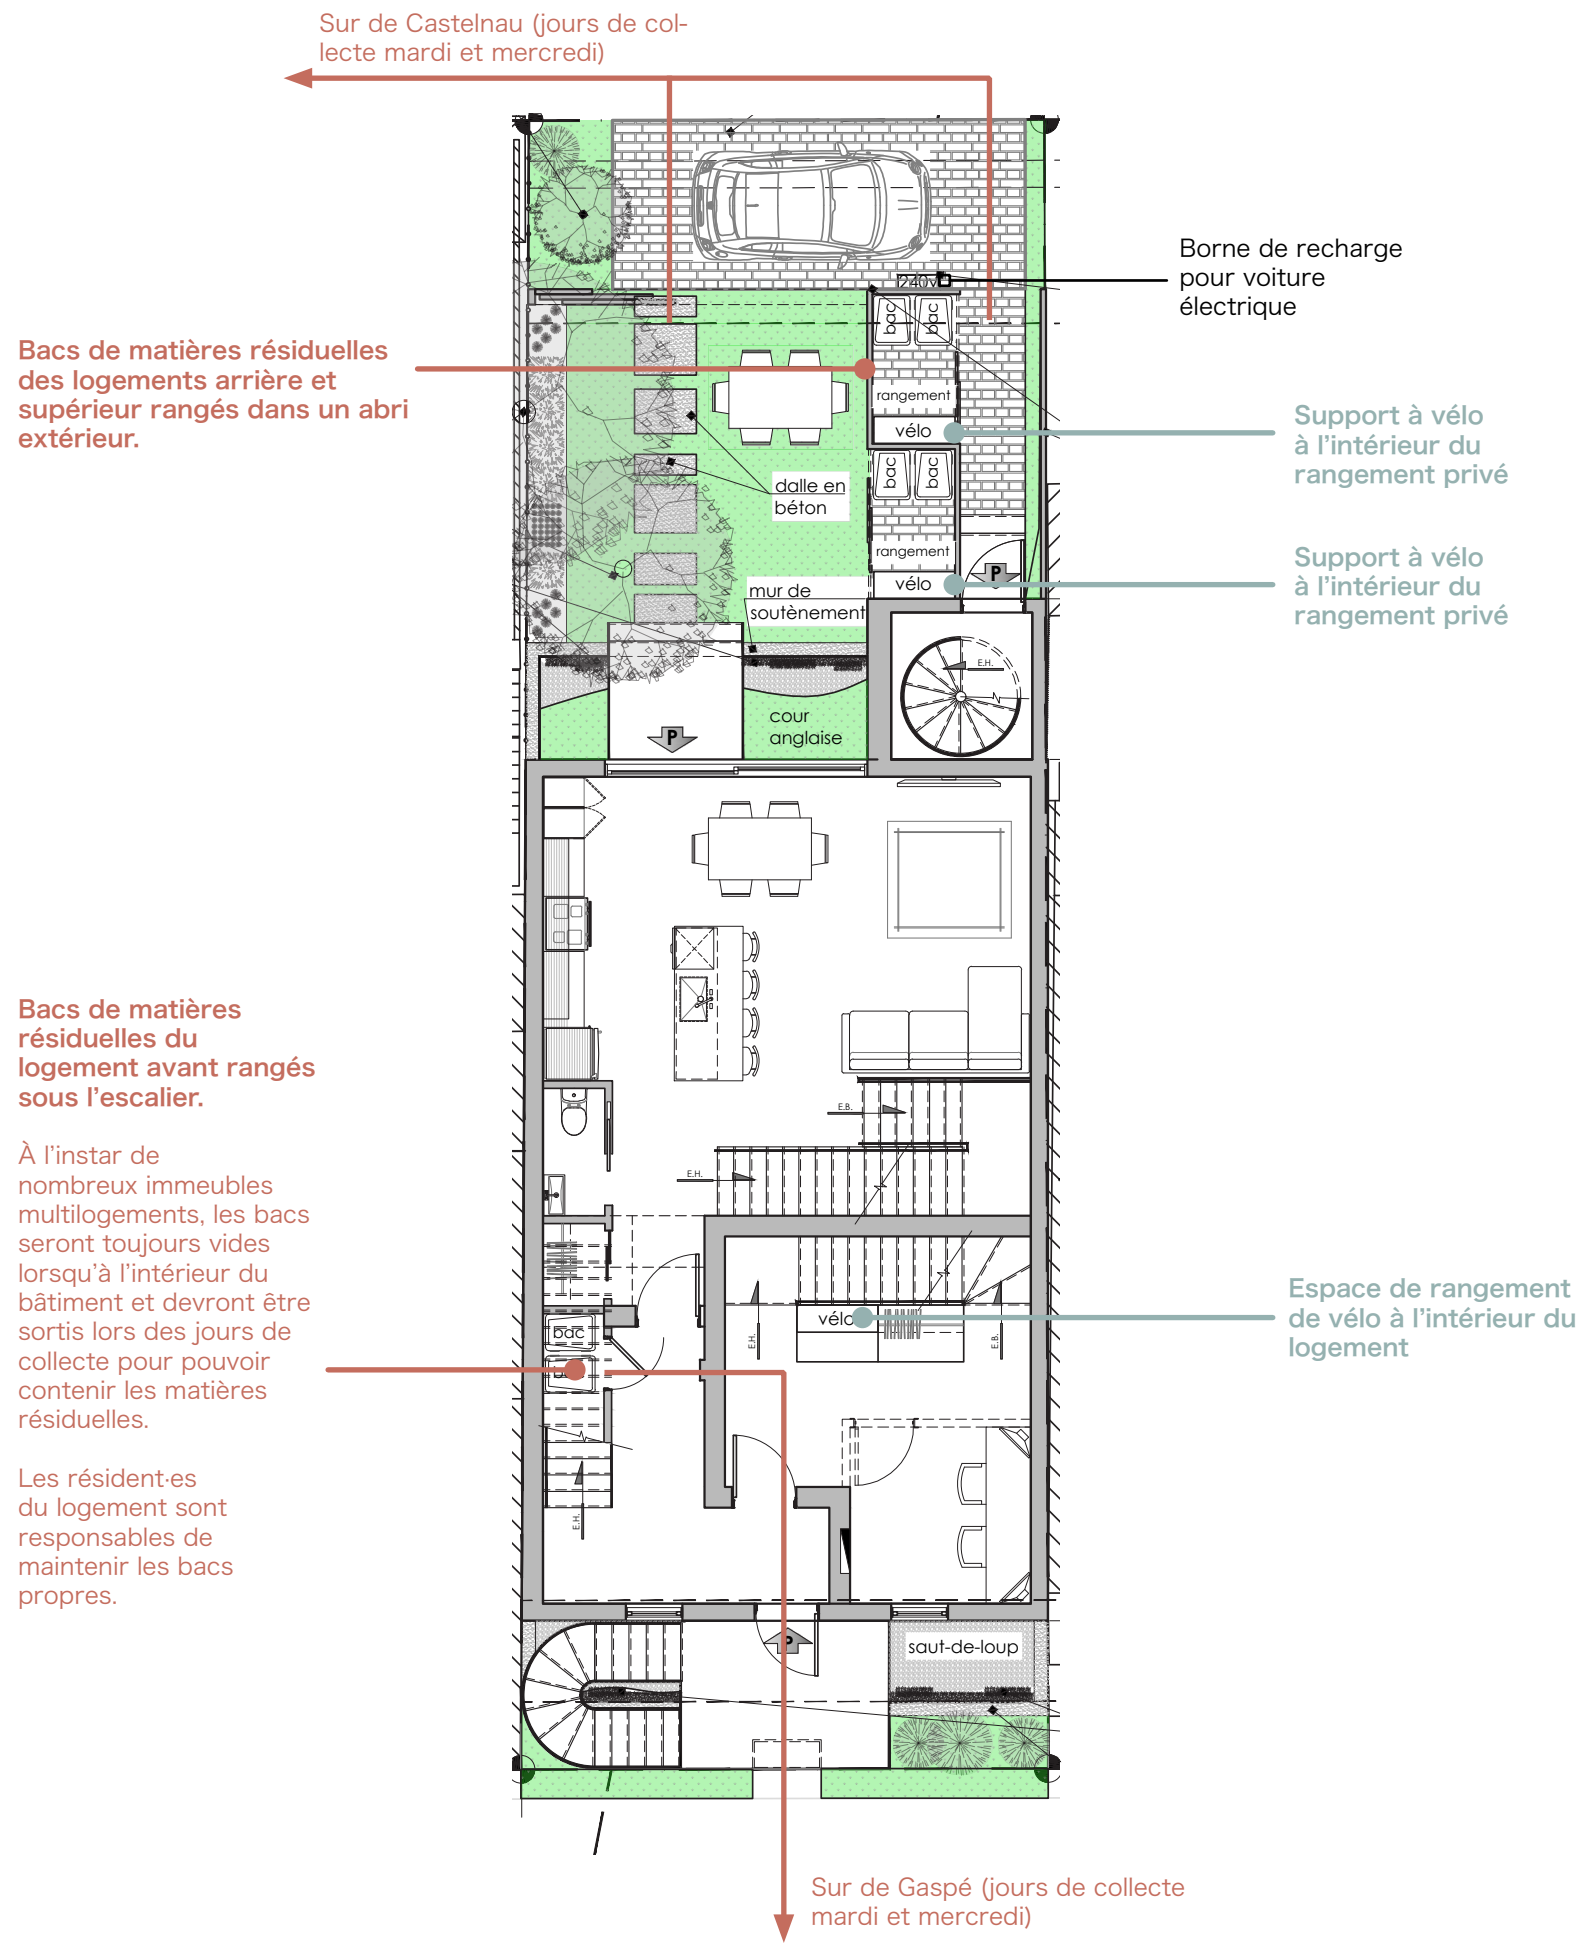 Sur de Castelnau (jours de col-
lecte mardi et mercredi)
Borne de recharge
pour voiture
électrique
240v
bac
bac
Bacs de matières résiduelles
des logements arrière et
supérieur rangés dans un abri
extérieur.
rangement
vélo
Support à vélo
à l'intérieur du
rangement privé
bac
bac
dalle en
béton
rangement
vélo
Support à vélo
à l'intérieur du
rangement privé
P
mur de
soutènement
E.H.
cour
anglaise
P
Bacs de matières
résiduelles du
logement avant rangés
sous l'escalier.
À l'instar de
nombreux immeubles
multilogements, les bacs
seront toujours vides
lorsqu'à l'intérieur du
bâtiment et devront être
sortis lors des jours de
collecte pour pouvoir
contenir les matières
résiduelles.
Les résident·es
du logement sont
responsables de
maintenir les bacs
propres.
E.B.
E.H.
vélo
Espace de rangement
de vélo à l'intérieur du
logement
bac
E.H.
E.B.
E.H.
P
saut-de-loup
Sur de Gaspé (jours de collecte
mardi et mercredi)